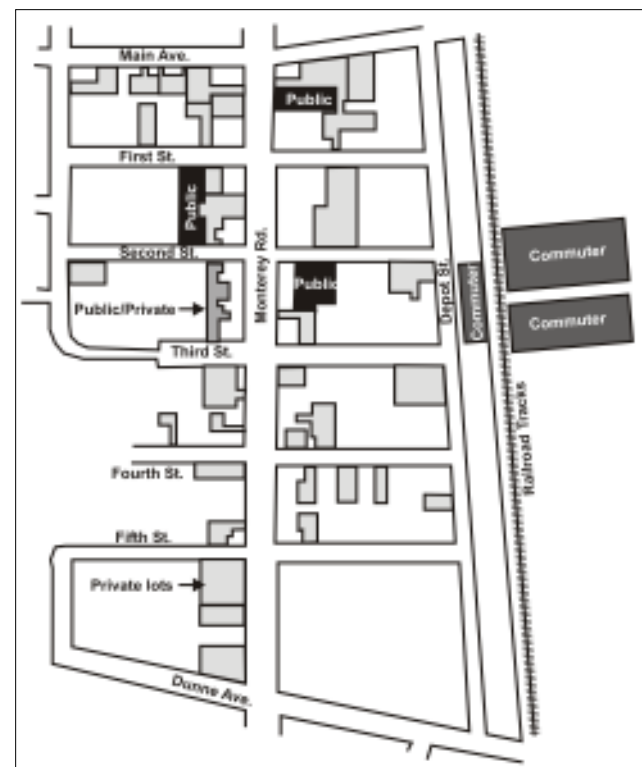 Main Ave.
Public
First St.
Public
Monterey Rd.
Second St.
Public/Private
Public
Depot St.
Commuter
Commuter
Commuter
Third St.
Railroad Tracks
Fourth St.
Fifth St.
Private lots
Dunne Ave.